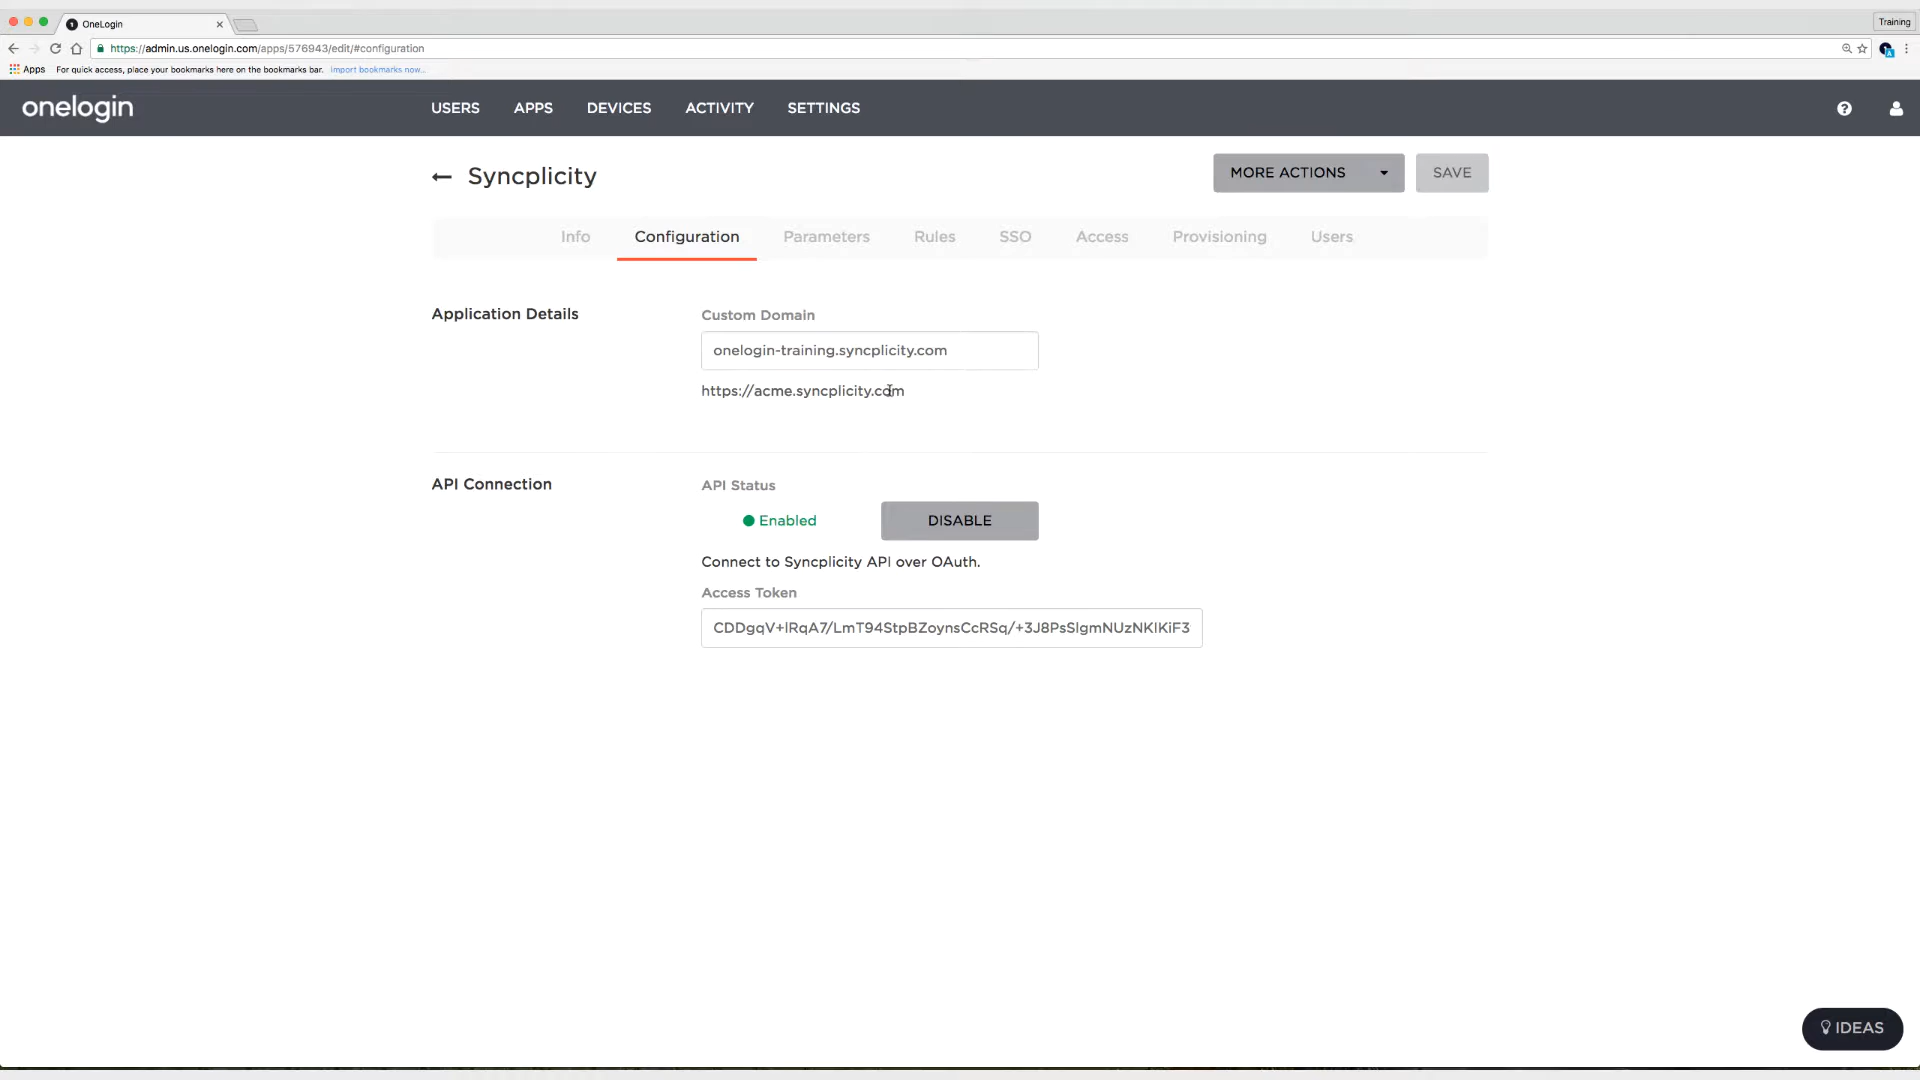 OneLogin
Training
https://admin.us.onelogin.com/apps/576943/edit/#configuration
Apps For quick access, place your bookmarks here on the bookmarks bar. Import bookmarks now...
onelogin
USERS APPS DEVICES ACTIVITY SETTINGS
Syncplicity
MORE ACTIONS SAVE
Info Configuration Parameters Rules SSO Access Provisioning Users
Application Details
Custom Domain
onelogin-training.syncplicity.com
https://acme.syncplicity.com
API Connection
API Status
Enabled DISABLE
Connect to Syncplicity API over OAuth.
Access Token
CDDgqV+lRqA7/LmT94StpBZoynsCcRSq/+3J8PsSlgmNUzNKlKiF3
IDEAS